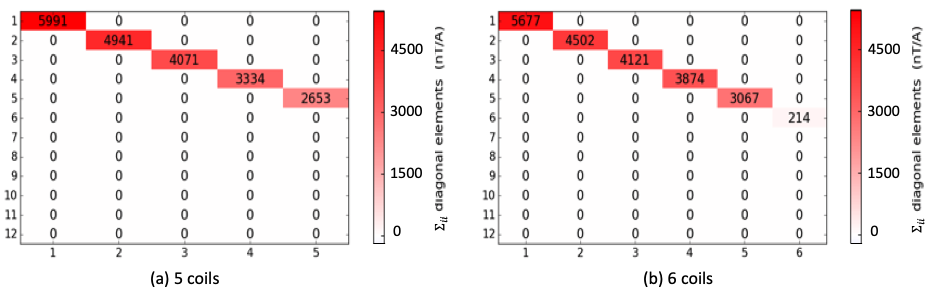 1 5991 0 0 0 0
2 0 4941 0 0 0
3 0 0 4071 0 0
4 0 0 0 3334 0
5 0 0 0 0 2653
6 0 0 0 0 0
7 0 0 0 0 0
8 0 0 0 0 0
9 0 0 0 0 0
10 0 0 0 0 0
11 0 0 0 0 0
12 0 0 0 0 0
1 2 3 4 5
4500
3000
1500
0
Σii diagonal elements (nT/A)
(a) 5 coils
1 5677 0 0 0 0 0
2 0 4502 0 0 0 0
3 0 0 4121 0 0 0
4 0 0 0 3874 0 0
5 0 0 0 0 3067 0
6 0 0 0 0 0 214
7 0 0 0 0 0 0
8 0 0 0 0 0 0
9 0 0 0 0 0 0
10 0 0 0 0 0 0
11 0 0 0 0 0 0
12 0 0 0 0 0 0
1 2 3 4 5 6
4500
3000
1500
0
Σii diagonal elements (nT/A)
(b) 6 coils